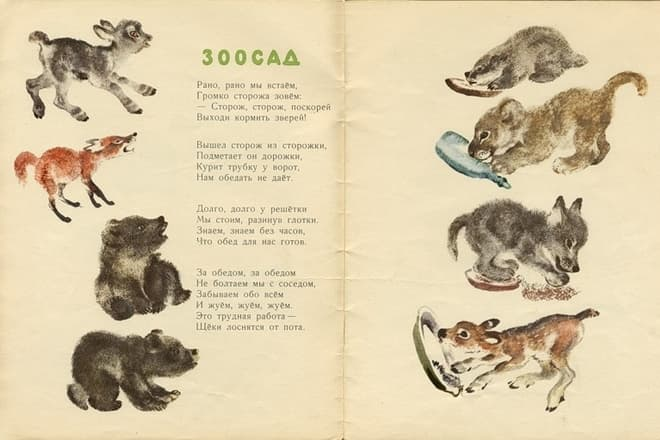 ЗООСАД
Рано, рано мы встаём,
Громко сторожа зовём:
— Сторож, сторож, поскорей
Выходи кормить зверей!
Вышел сторож из сторожки,
Подметает он дорожки,
Курит трубку у ворот,
Нам обедать не даёт.
Долго, долго у решётки
Мы стоим, разинув глотки.
Знаем, знаем без часов,
Что обед для нас готов.
За обедом, за обедом
Не болтаем мы с соседом,
Забываем обо всём
И жуём, жуём, жуём.
Это трудная работа —
Щёки лоснятся от пота.